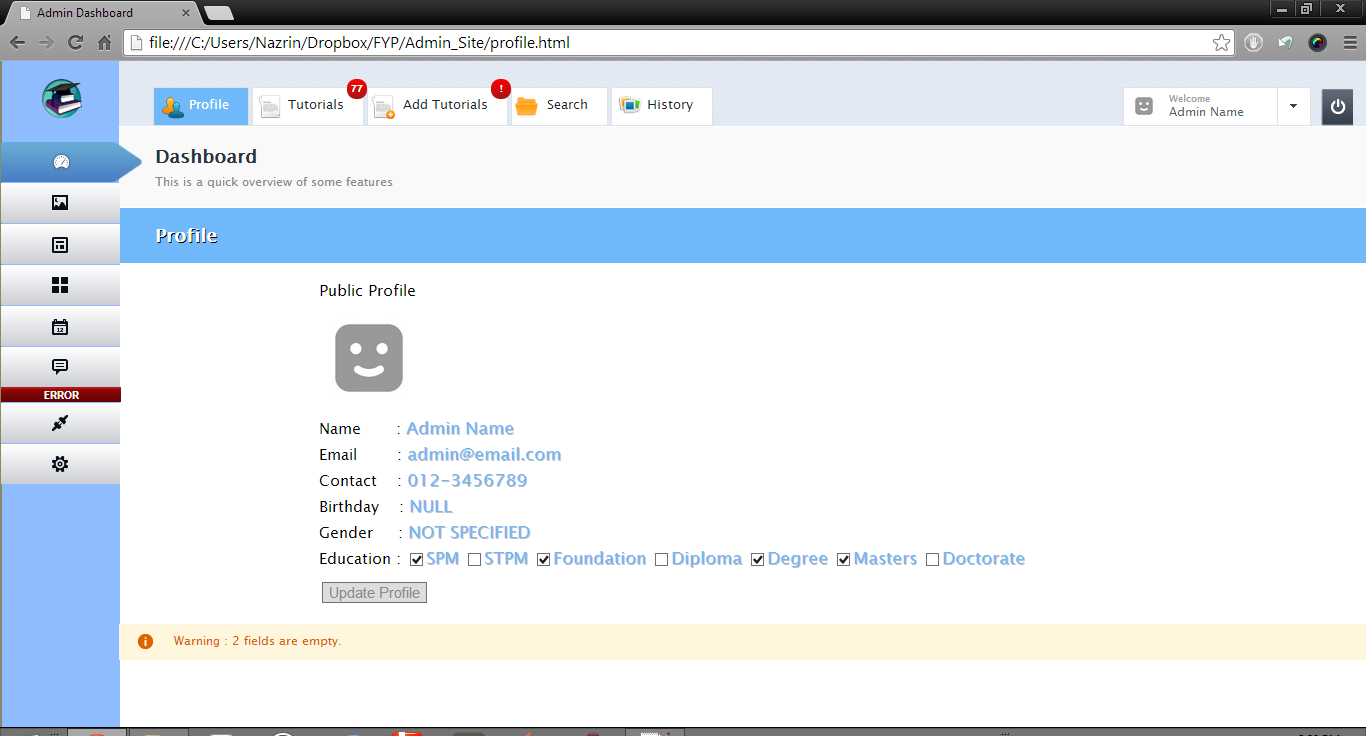 Admin Dashboard
file:///C:/Users/Nazrin/Dropbox/FYP/Admin_Site/profile.html
Profile
Tutorials
77
Add Tutorials
!
Search
History
Welcome
Admin Name
Dashboard
This is a quick overview of some features
Profile
12
ERROR
Public Profile
Name : Admin Name
Email : admin@email.com
Contact : 012-3456789
Birthday : NULL
Gender : NOT SPECIFIED
Education : SPM STPM Foundation Diploma Degree Masters Doctorate
Update Profile
Warning : 2 fields are empty.